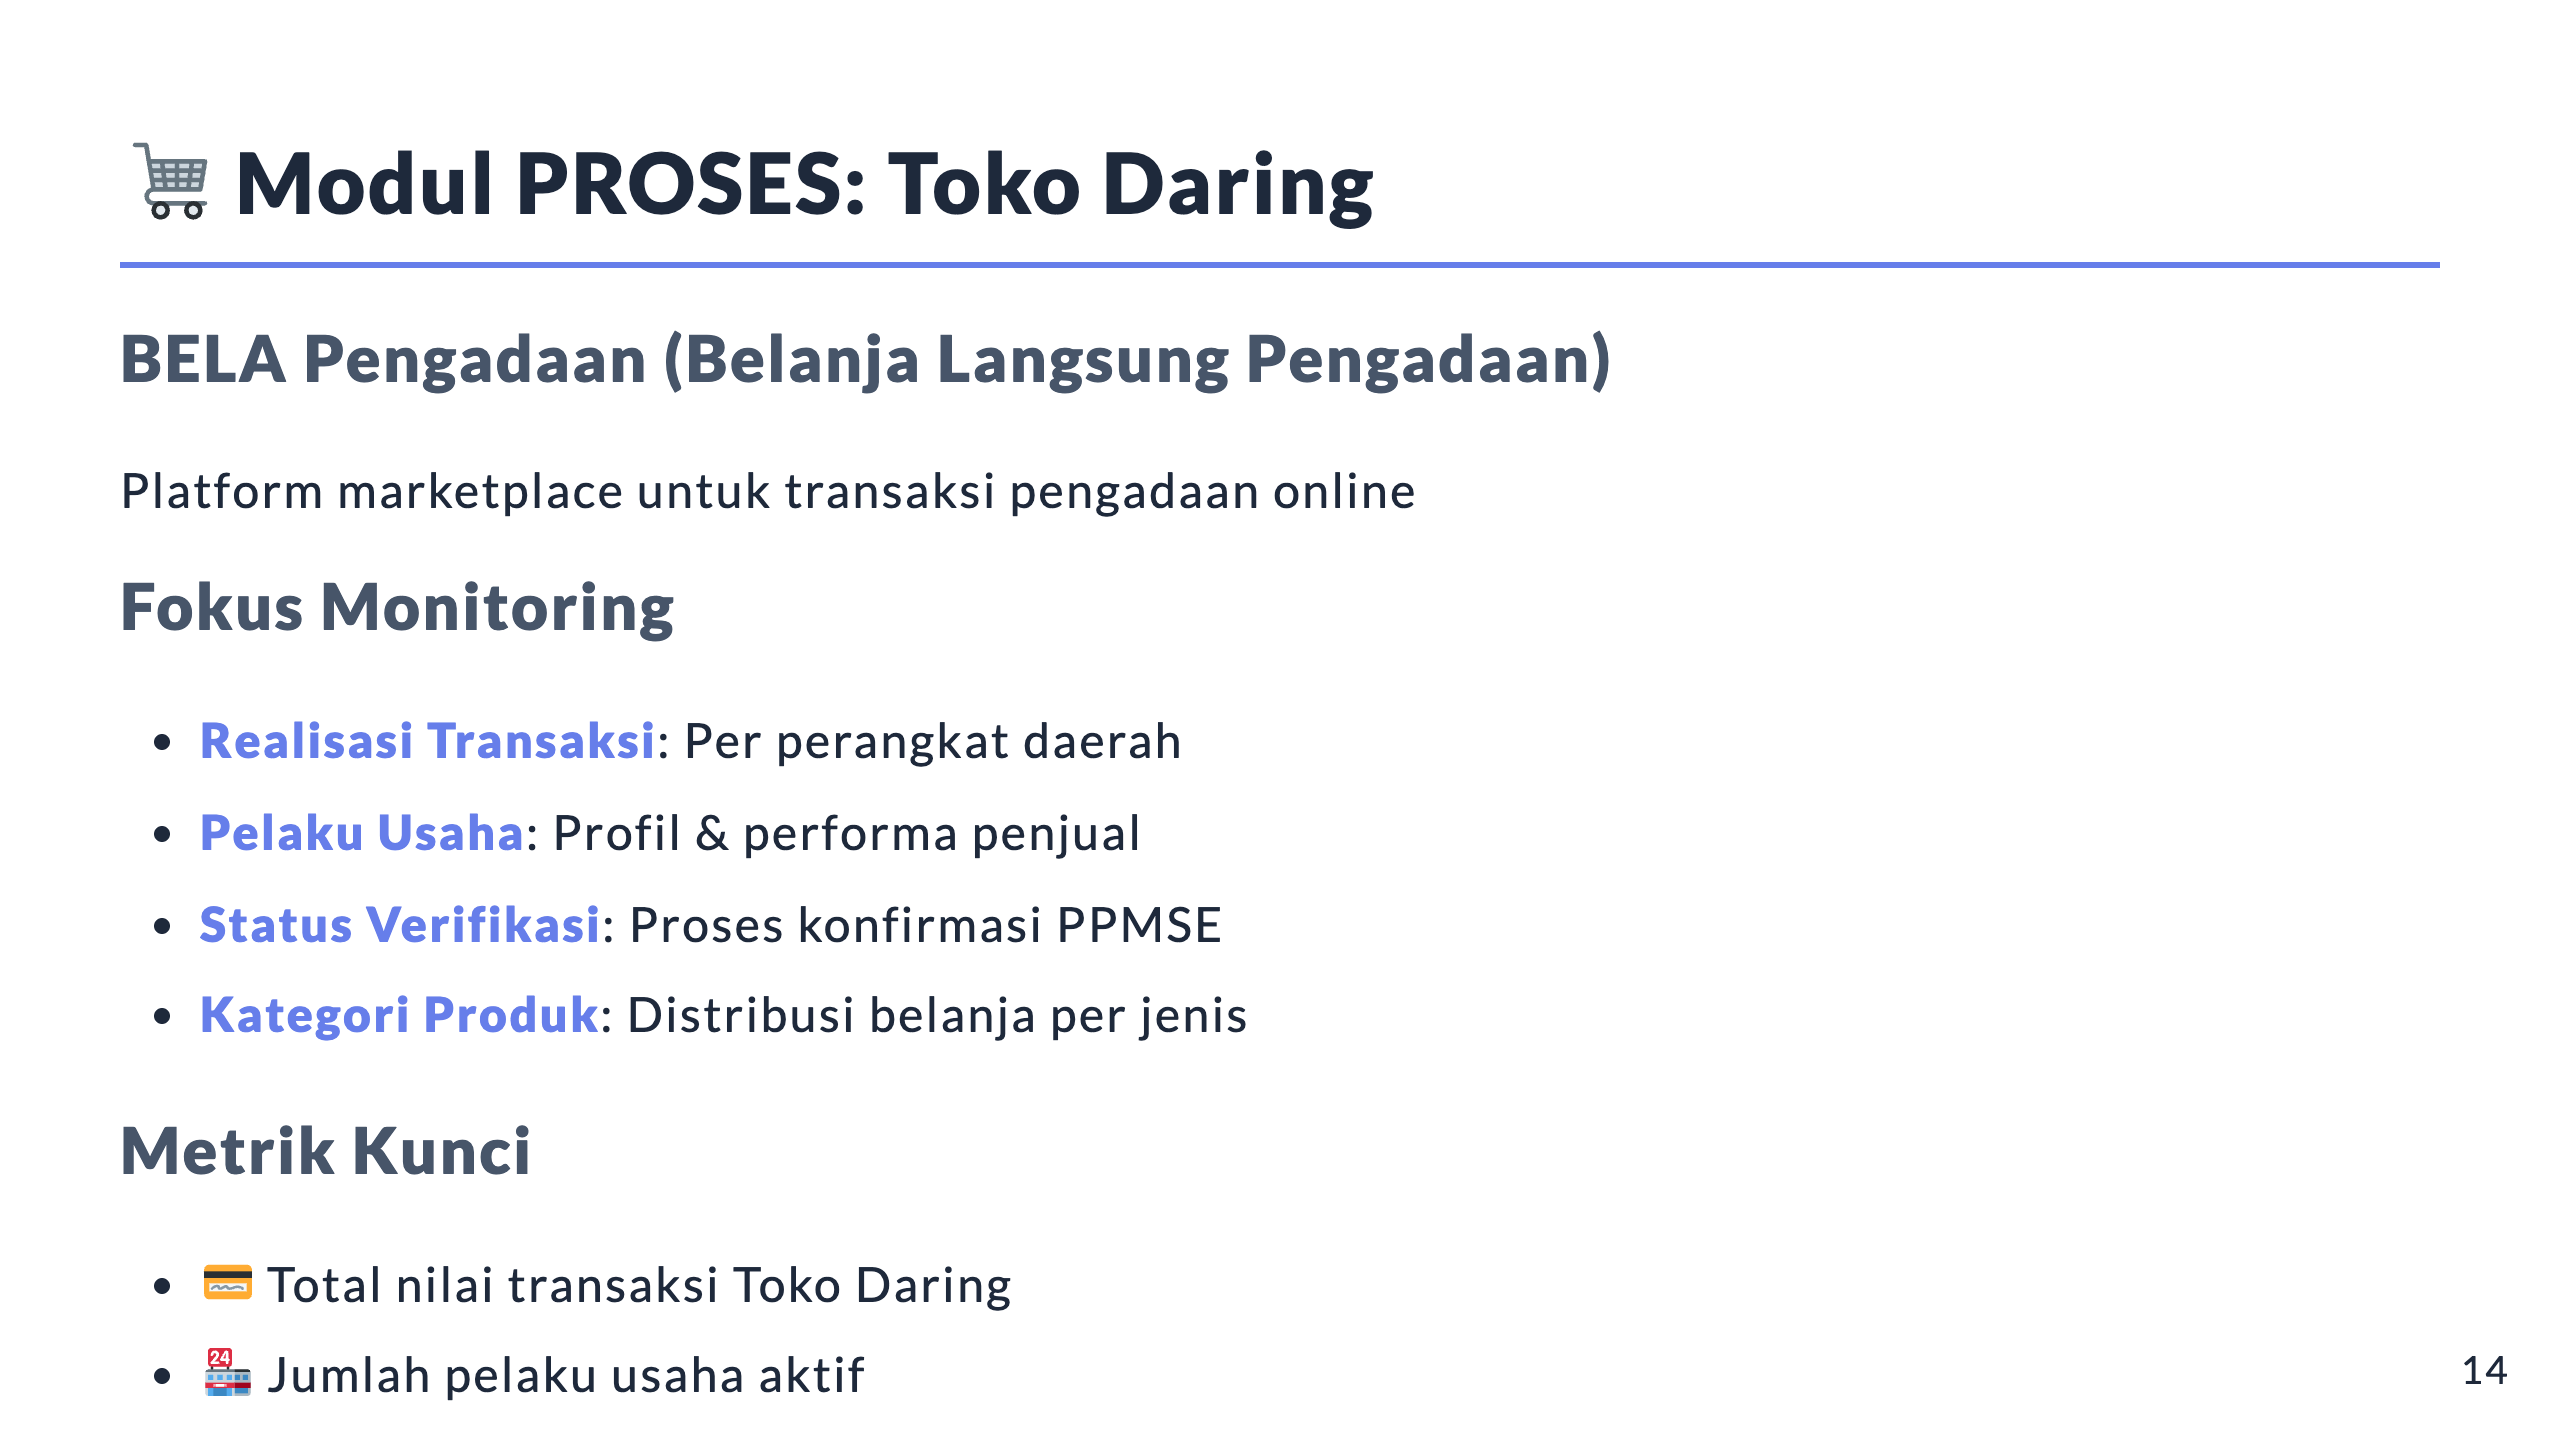 Modul PROSES: Toko Daring
BELA Pengadaan (Belanja Langsung Pengadaan)
Platform marketplace untuk transaksi pengadaan online
Fokus Monitoring
• Realisasi Transaksi: Per perangkat daerah
• Pelaku Usaha: Profil & performa penjual
• Status Verifikasi: Proses konfirmasi PPMSE
• Kategori Produk: Distribusi belanja per jenis
Metrik Kunci
• Total nilai transaksi Toko Daring
• 24 Jumlah pelaku usaha aktif
14